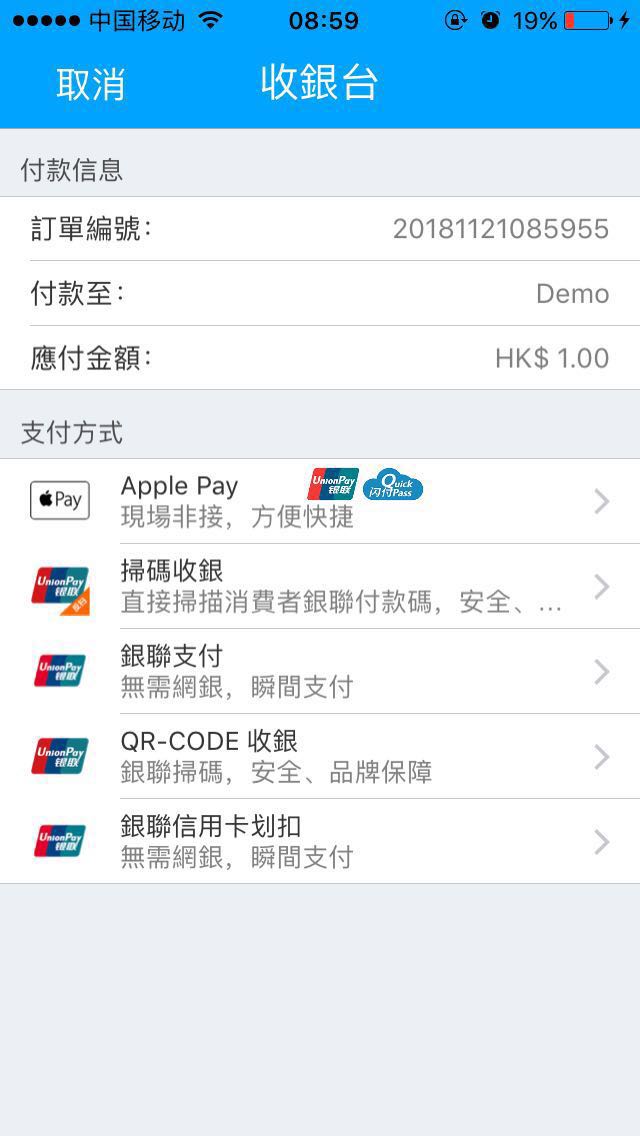 中国移动 08:59 19%
取消 收銀台
付款信息
訂單編號: 20181121085955
付款至: Demo
應付金額: HK$ 1.00
支付方式
Pay Apple Pay UnionPay 银联 Quick 闪付Pass
現場非接，方便快捷
UnionPay 银联 掃碼收銀
直接掃描消費者銀聯付款碼，安全、...
UnionPay 银联 銀聯支付
無需網銀，瞬間支付
UnionPay 银联 QR-CODE 收銀
銀聯掃碼，安全、品牌保障
UnionPay 银联 銀聯信用卡划扣
無需網銀，瞬間支付